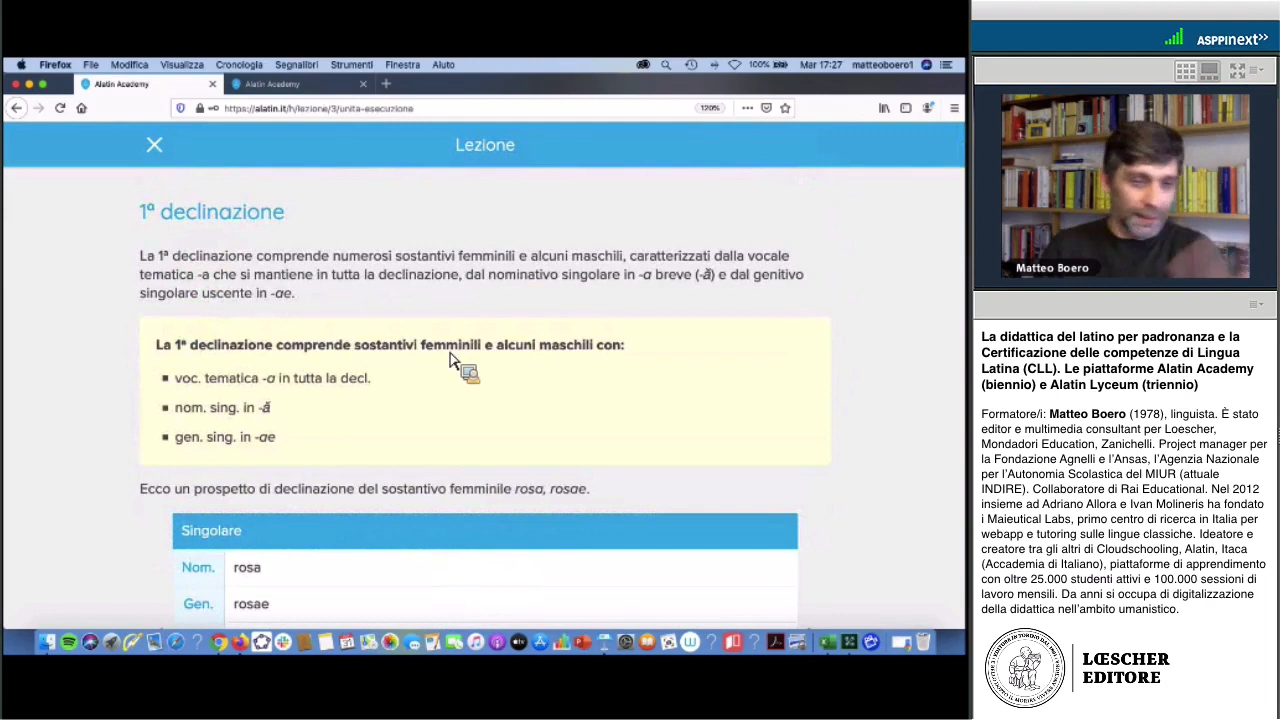 Firefox File Modifica Visualizza Cronologia Segnalibri Strumenti Finestra Aiuto 100% Mar 17:27 matteoboero1
Alatin Academy
Alatin Academy
https://alatin.it/h/lezione/3/unita-esecuzione
120%
Lezione
1ª declinazione
La 1ª declinazione comprende numerosi sostantivi femminili e alcuni maschili, caratterizzati dalla vocale
tematica -a che si mantiene in tutta la declinazione, dal nominativo singolare in -a breve (-ă) e dal genitivo
singolare uscente in -ae.
La 1ª declinazione comprende sostantivi femminili e alcuni maschili con:
voc. tematica -a in tutta la decl.
nom. sing. in -ă
gen. sing. in -ae
Ecco un prospetto di declinazione del sostantivo femminile rosa, rosae.
Singolare
Nom. rosa
Gen. rosae
ASPPInext>>
Matteo Boero
La didattica del latino per padronanza e la
Certificazione delle competenze di Lingua
Latina (CLL). Le piattaforme Alatin Academy
(biennio) e Alatin Lyceum (triennio)
Formatore/i: Matteo Boero (1978), linguista. È stato
editor e multimedia consultant per Loescher,
Mondadori Education, Zanichelli. Project manager per
la Fondazione Agnelli e l'Ansas, l'Agenzia Nazionale
per l'Autonomia Scolastica del MIUR (attuale
INDIRE). Collaboratore di Rai Educational. Nel 2012
insieme ad Adriano Allora e Ivan Molineris ha fondato
i Maieutical Labs, primo centro di ricerca in Italia per
webapp e tutoring sulle lingue classiche. Ideatore e
creatore tra gli altri di Cloudschooling, Alatin, Itaca
(Accademia di Italiano), piattaforme di apprendimento
con oltre 25.000 studenti attivi e 100.000 sessioni di
lavoro mensili. Da anni si occupa di digitalizzazione
della didattica nell'ambito umanistico.
LŒSCHER
EDITORE